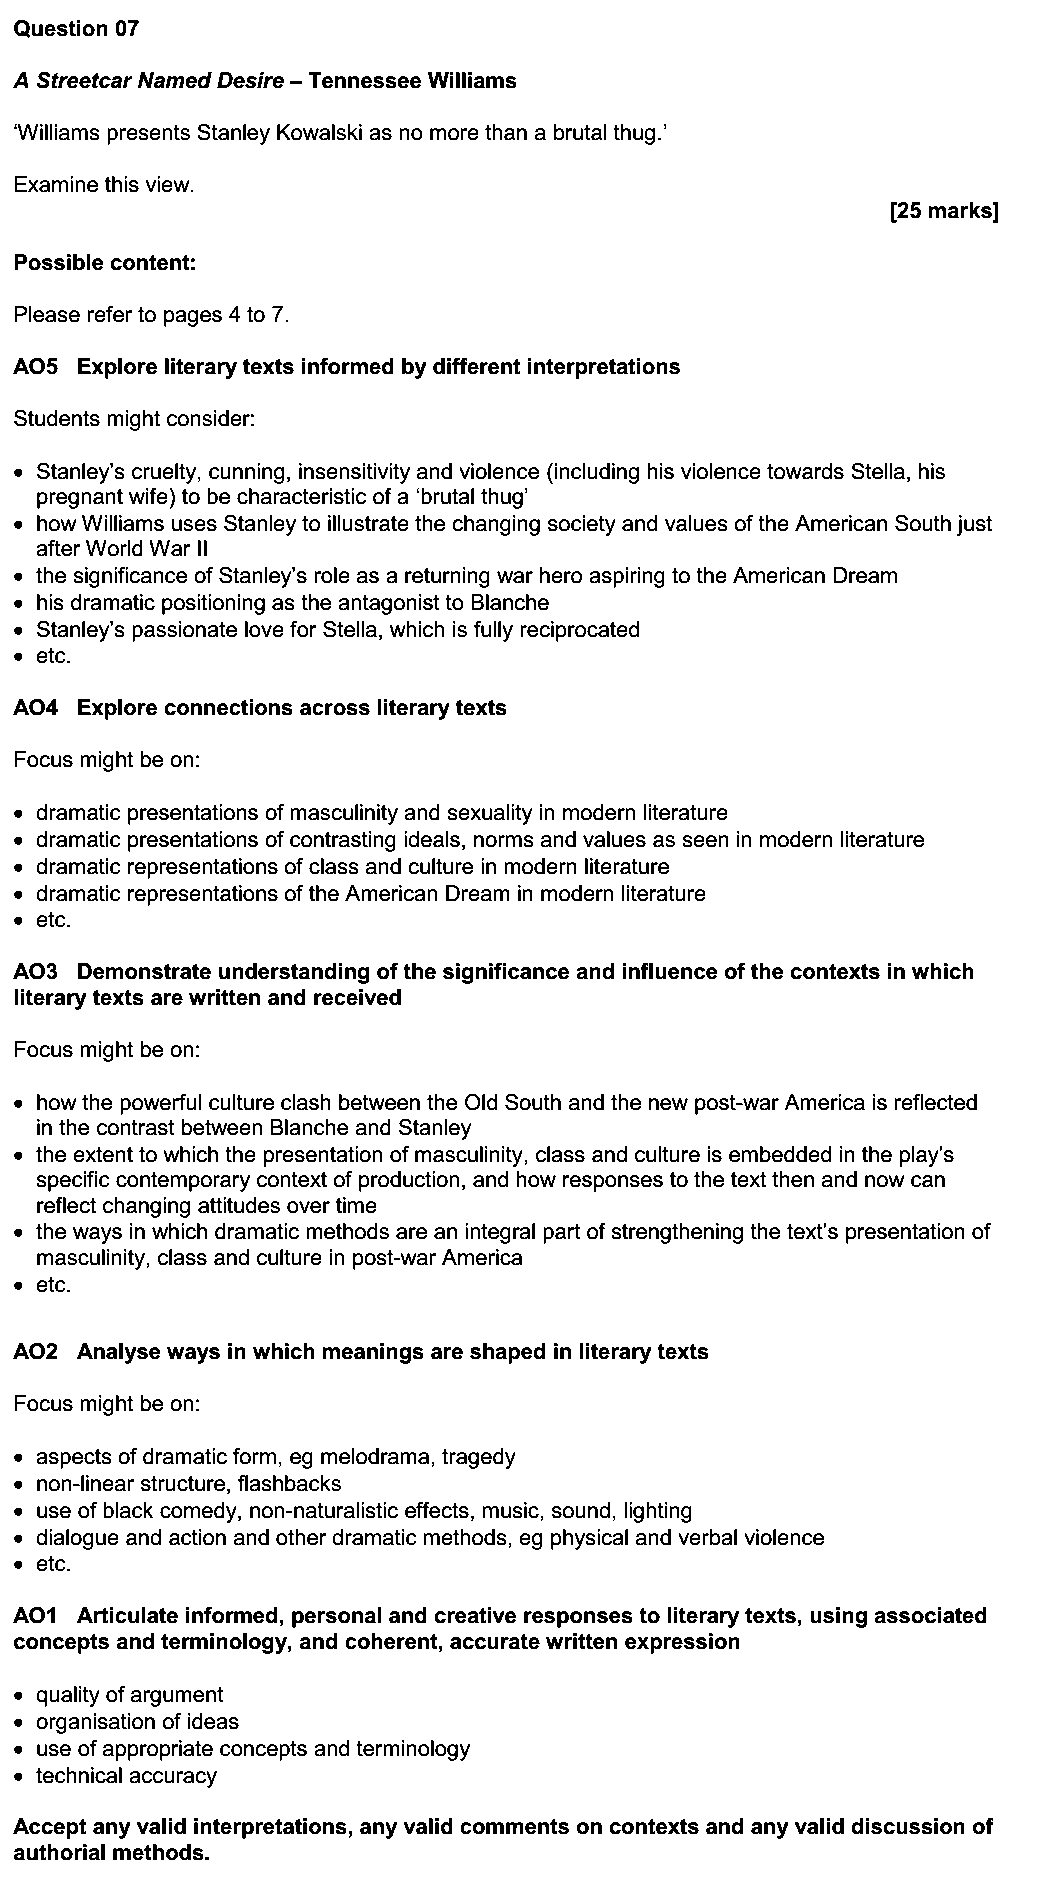 Question 07
A Streetcar Named Desire – Tennessee Williams
‘Williams presents Stanley Kowalski as no more than a brutal thug.’
Examine this view.
[25 marks]
Possible content:
Please refer to pages 4 to 7.
AO5 Explore literary texts informed by different interpretations
Students might consider:
• Stanley’s cruelty, cunning, insensitivity and violence (including his violence towards Stella, his
pregnant wife) to be characteristic of a ‘brutal thug’
• how Williams uses Stanley to illustrate the changing society and values of the American South just
after World War II
• the significance of Stanley’s role as a returning war hero aspiring to the American Dream
• his dramatic positioning as the antagonist to Blanche
• Stanley’s passionate love for Stella, which is fully reciprocated
• etc.
AO4 Explore connections across literary texts
Focus might be on:
• dramatic presentations of masculinity and sexuality in modern literature
• dramatic presentations of contrasting ideals, norms and values as seen in modern literature
• dramatic representations of class and culture in modern literature
• dramatic representations of the American Dream in modern literature
• etc.
AO3 Demonstrate understanding of the significance and influence of the contexts in which
literary texts are written and received
Focus might be on:
• how the powerful culture clash between the Old South and the new post-war America is reflected
in the contrast between Blanche and Stanley
• the extent to which the presentation of masculinity, class and culture is embedded in the play’s
specific contemporary context of production, and how responses to the text then and now can
reflect changing attitudes over time
• the ways in which dramatic methods are an integral part of strengthening the text’s presentation of
masculinity, class and culture in post-war America
• etc.
AO2 Analyse ways in which meanings are shaped in literary texts
Focus might be on:
• aspects of dramatic form, eg melodrama, tragedy
• non-linear structure, flashbacks
• use of black comedy, non-naturalistic effects, music, sound, lighting
• dialogue and action and other dramatic methods, eg physical and verbal violence
• etc.
AO1 Articulate informed, personal and creative responses to literary texts, using associated
concepts and terminology, and coherent, accurate written expression
• quality of argument
• organisation of ideas
• use of appropriate concepts and terminology
• technical accuracy
Accept any valid interpretations, any valid comments on contexts and any valid discussion of
authorial methods.